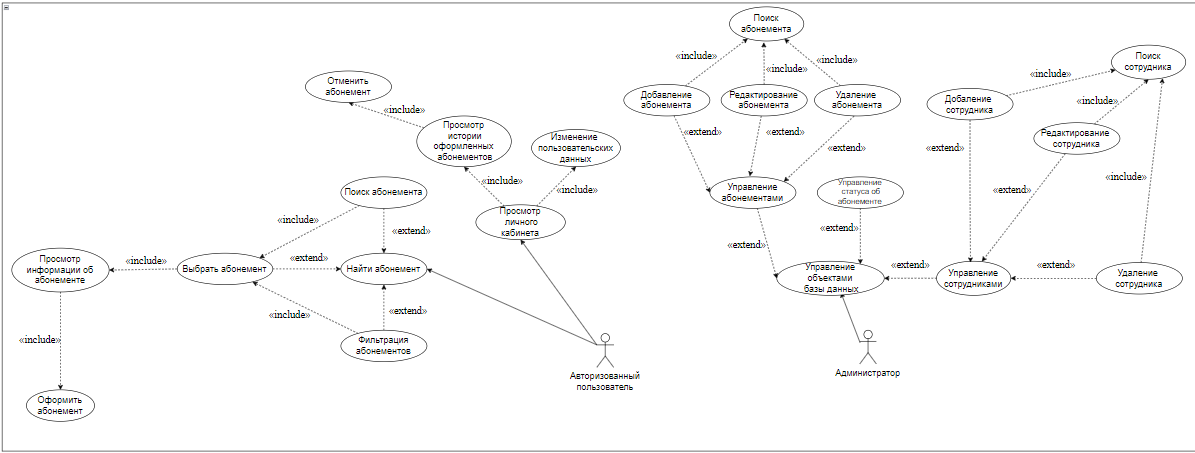 Поиск
абонемента
«include»
«include»
«include»
Добавление
абонемента
Редактирование
абонемента
Удаление
абонемента
«extend»
«extend»
«extend»
Управление
абонементами
Управление
статуса об
абонементе
«extend»
«extend»
Управление
объектами
базы данных
Поиск
сотрудника
«include»
«include»
«include»
Добаление
сотрудника
Редактирование
сотрудника
«extend»
«extend»
«extend»
«extend»
Управление
сотрудниками
Удаление
сотрудника
Администратор
Отменить
абонемент
«include»
Просмотр
истории
оформленных
абонементов
Изменение
пользовательских
данных
«include»
«include»
Просмотр
личного
кабинета
Поиск абонемента
«include»
«extend»
Просмотр
информации об
абонементе
«include»
Выбрать абонемент
«extend»
Найти абонемент
«include»
«extend»
Фильтрация
абонементов
«include»
Оформить
абонемент
Авторизованный
пользователь